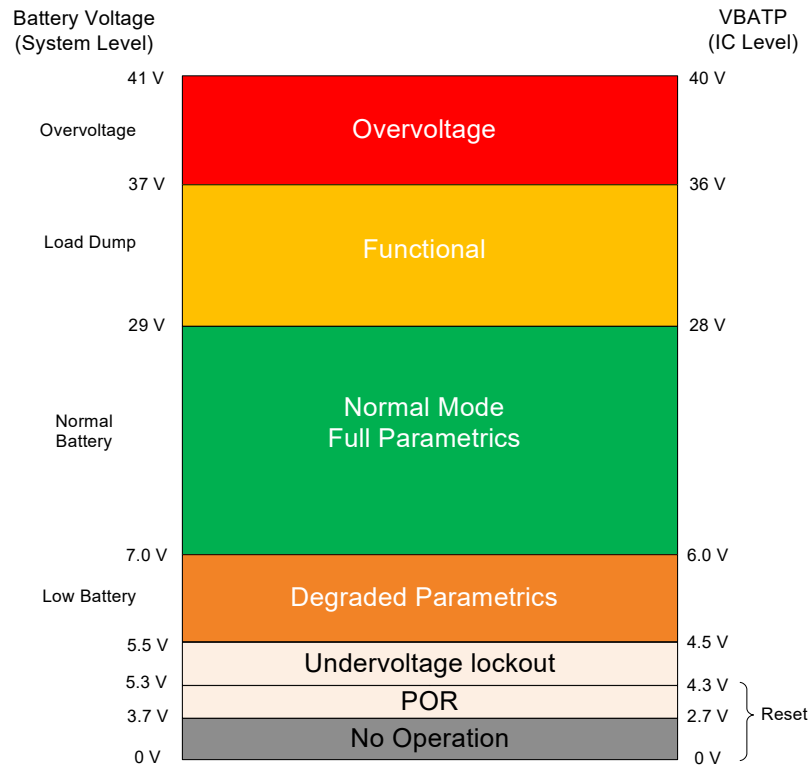 Battery Voltage
(System Level)
VBATP
(IC Level)
41 V
40 V
Overvoltage
Overvoltage
37 V
36 V
Load Dump
Functional
29 V
28 V
Normal
Battery
Normal Mode
Full Parametrics
7.0 V
6.0 V
Low Battery
Degraded Parametrics
5.5 V
4.5 V
Undervoltage lockout
5.3 V
4.3 V
POR
Reset
3.7 V
2.7 V
No Operation
0 V
0 V